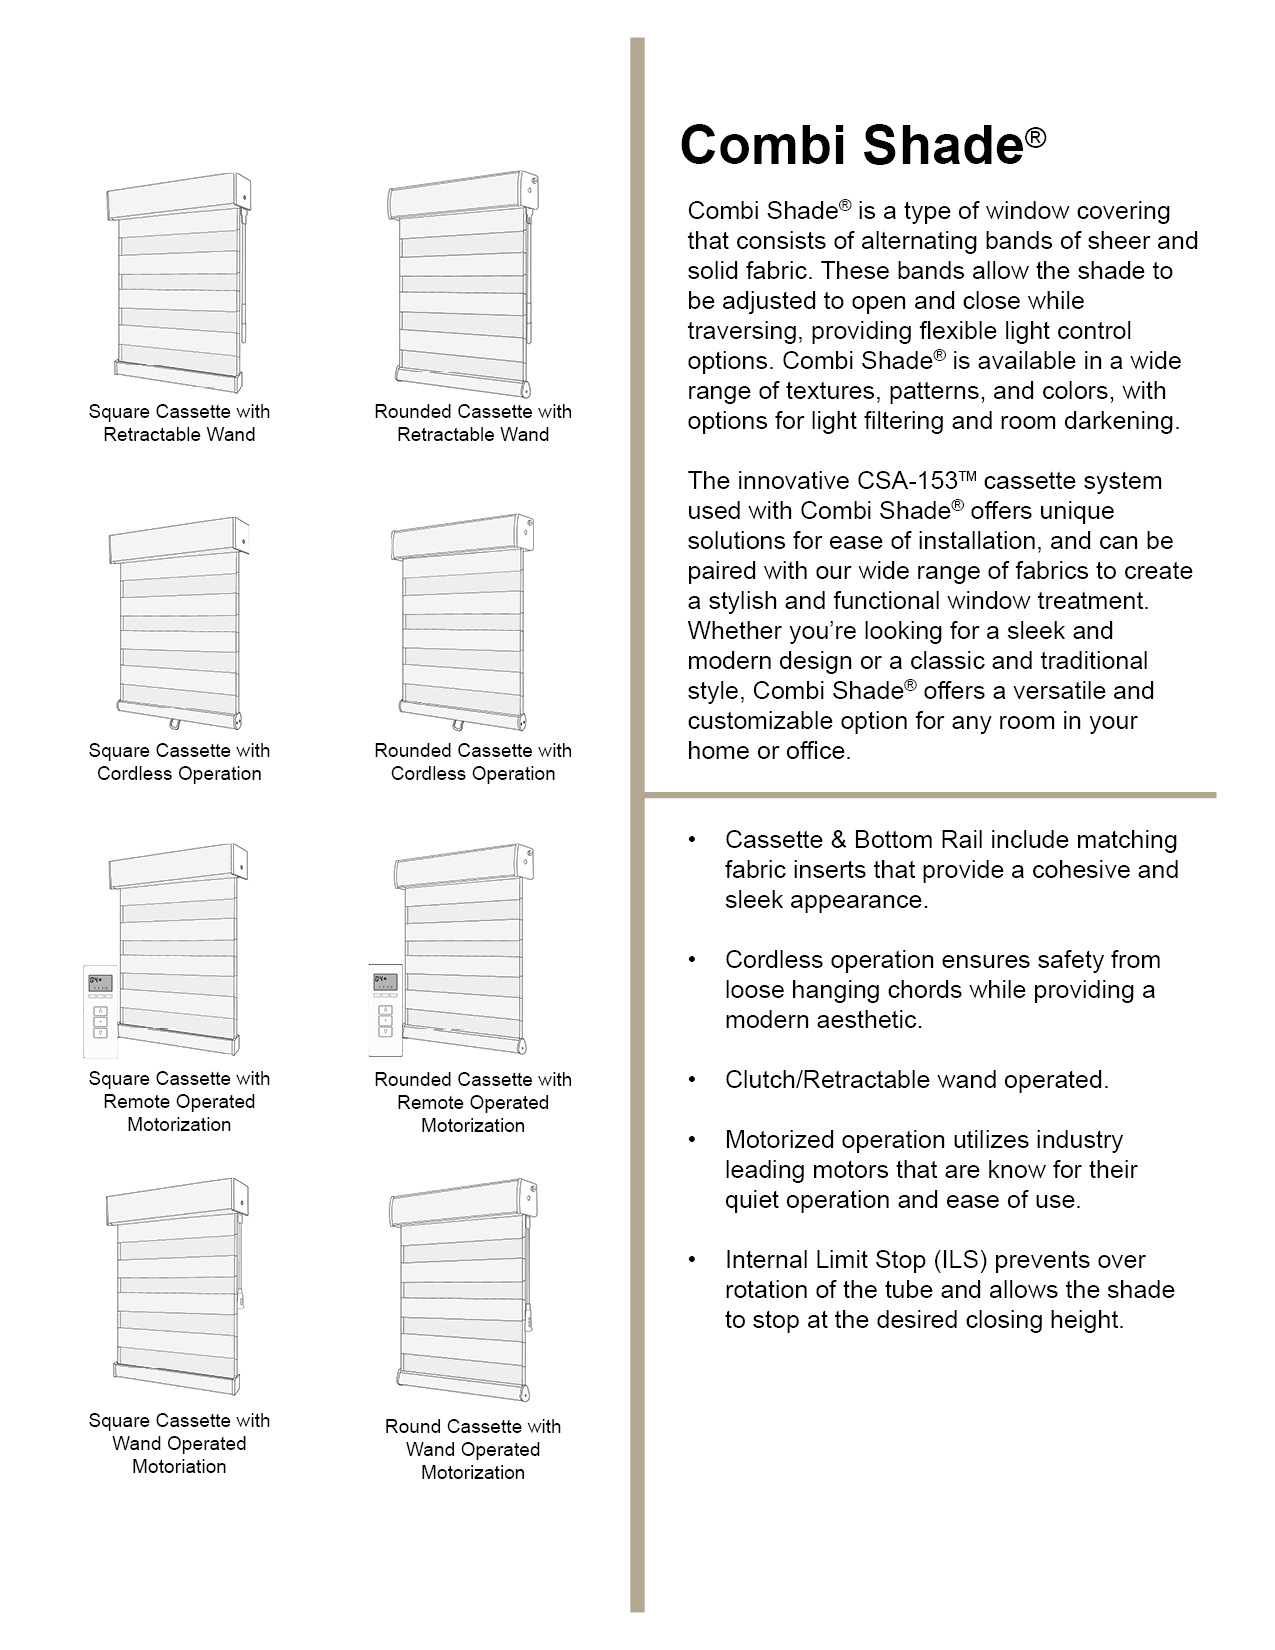 Square Cassette with
Retractable Wand
Rounded Cassette with
Retractable Wand
Square Cassette with
Cordless Operation
Rounded Cassette with
Cordless Operation
Square Cassette with
Remote Operated
Motorization
Rounded Cassette with
Remote Operated
Motorization
Square Cassette with
Wand Operated
Motoriation
Round Cassette with
Wand Operated
Motorization
Combi Shade®
Combi Shade® is a type of window covering
that consists of alternating bands of sheer and
solid fabric. These bands allow the shade to
be adjusted to open and close while
traversing, providing flexible light control
options. Combi Shade® is available in a wide
range of textures, patterns, and colors, with
options for light filtering and room darkening.
The innovative CSA-153™ cassette system
used with Combi Shade® offers unique
solutions for ease of installation, and can be
paired with our wide range of fabrics to create
a stylish and functional window treatment.
Whether you’re looking for a sleek and
modern design or a classic and traditional
style, Combi Shade® offers a versatile and
customizable option for any room in your
home or office.
• Cassette & Bottom Rail include matching
fabric inserts that provide a cohesive and
sleek appearance.
• Cordless operation ensures safety from
loose hanging chords while providing a
modern aesthetic.
• Clutch/Retractable wand operated.
• Motorized operation utilizes industry
leading motors that are know for their
quiet operation and ease of use.
• Internal Limit Stop (ILS) prevents over
rotation of the tube and allows the shade
to stop at the desired closing height.